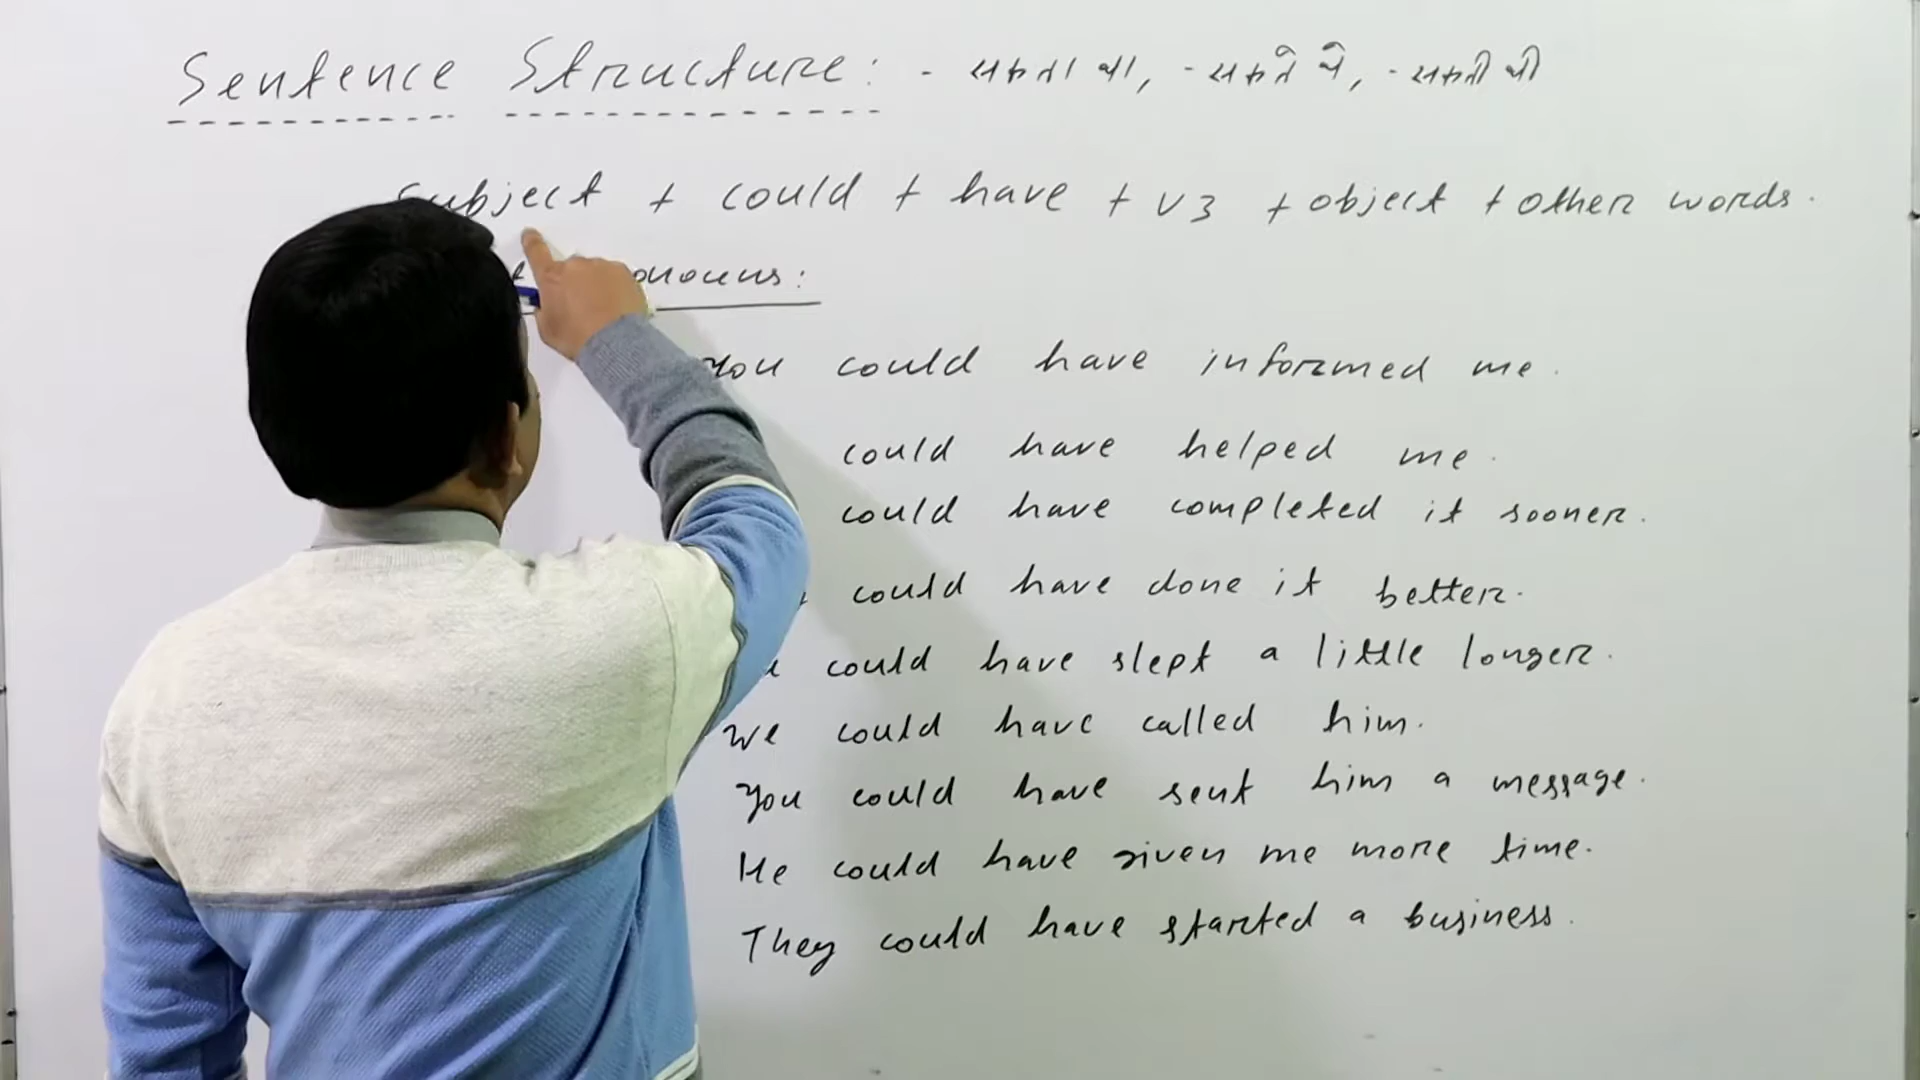 Sentence Structure: - सकता था, - सकते थे, - सकती थी
Subject + could + have + V3 + object + other words.
You could have informed me.
could have helped me.
could have completed it sooner.
could have done it better.
could have slept a little longer.
We could have called him.
You could have sent him a message.
He could have given me more time.
They could have started a business.